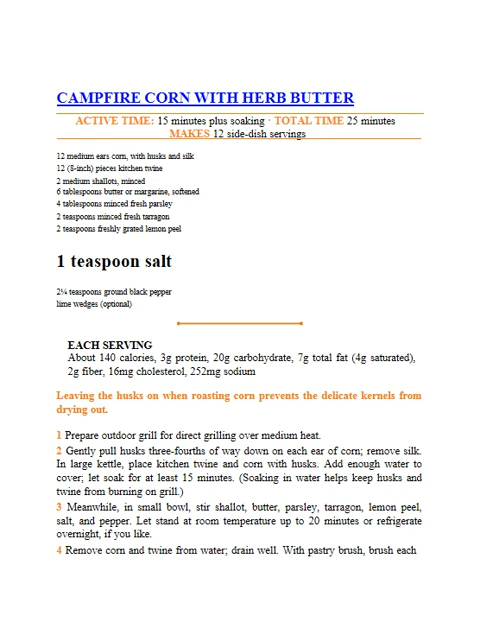 CAMPFIRE CORN WITH HERB BUTTER
ACTIVE TIME: 15 minutes plus soaking · TOTAL TIME 25 minutes
MAKES 12 side-dish servings
12 medium ears corn, with husks and silk
12 (8-inch) pieces kitchen twine
2 medium shallots, minced
6 tablespoons butter or margarine, softened
4 tablespoons minced fresh parsley
2 teaspoons minced fresh tarragon
2 teaspoons freshly grated lemon peel
1 teaspoon salt
2¼ teaspoons ground black pepper
lime wedges (optional)
EACH SERVING
About 140 calories, 3g protein, 20g carbohydrate, 7g total fat (4g saturated),
2g fiber, 16mg cholesterol, 252mg sodium
Leaving the husks on when roasting corn prevents the delicate kernels from
drying out.
1 Prepare outdoor grill for direct grilling over medium heat.
2 Gently pull husks three-fourths of way down on each ear of corn; remove silk.
In large kettle, place kitchen twine and corn with husks. Add enough water to
cover; let soak for at least 15 minutes. (Soaking in water helps keep husks and
twine from burning on grill.)
3 Meanwhile, in small bowl, stir shallot, butter, parsley, tarragon, lemon peel,
salt, and pepper. Let stand at room temperature up to 20 minutes or refrigerate
overnight, if you like.
4 Remove corn and twine from water; drain well. With pastry brush, brush each